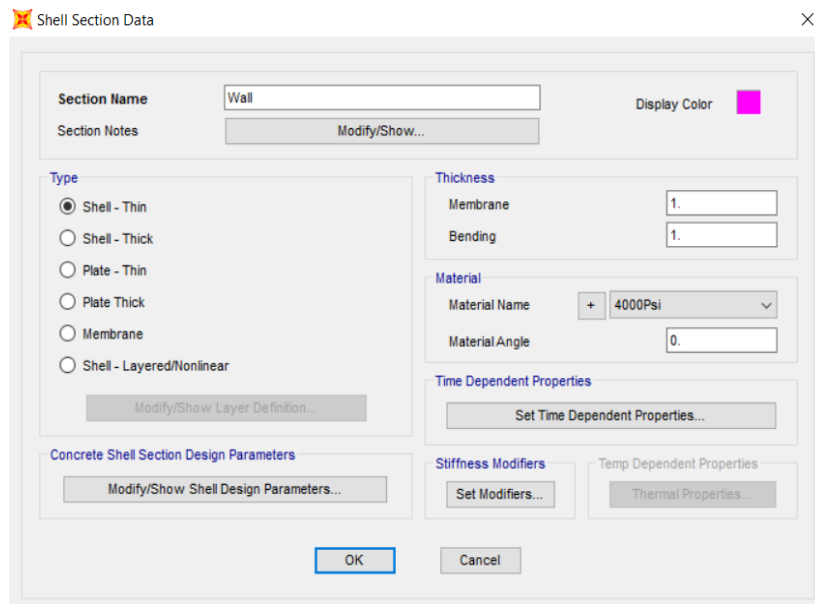 Shell Section Data
Section Name
Wall
Display Color
Section Notes
Modify/Show...
Type
Shell - Thin
Shell - Thick
Plate - Thin
Plate Thick
Membrane
Shell - Layered/Nonlinear
Modify/Show Layer Definition...
Concrete Shell Section Design Parameters
Modify/Show Shell Design Parameters...
Thickness
Membrane
1.
Bending
1.
Material
Material Name
+
4000Psi
Material Angle
0.
Time Dependent Properties
Set Time Dependent Properties...
Stiffness Modifiers
Set Modifiers...
Temp Dependent Properties
Thermal Properties...
OK
Cancel